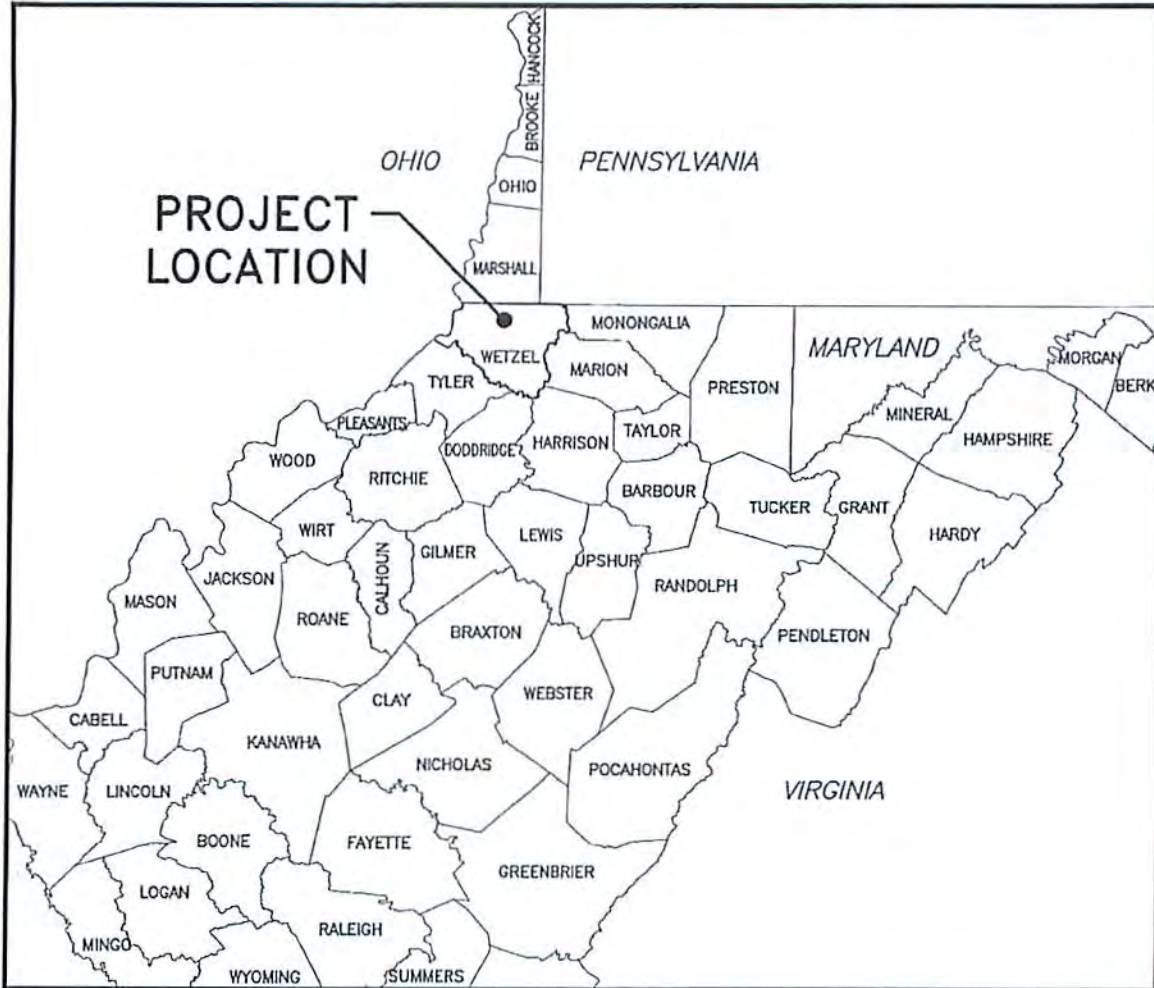 HANCOCK
BROOKE
OHIO
PENNSYLVANIA
OHIO
PROJECT
LOCATION
MARSHALL
MONONGALIA
WETZEL
MARYLAND
MORGAN
MARION
TYLER
PRESTON
BERK
MINERAL
PLEASANTS
TAYLOR
HAMPSHIRE
DODDRIDGE
HARRISON
WOOD
RITCHIE
BARBOUR
TUCKER
GRANT
WIRT
LEWIS
HARDY
GILMER
CALHOUN
UPSHUR
JACKSON
RANDOLPH
MASON
ROANE
BRAXTON
PENDLETON
PUTNAM
CLAY
WEBSTER
CABELL
KANAWHA
NICHOLAS
POCAHONTAS
WAYNE
LINCOLN
VIRGINIA
BOONE
FAYETTE
GREENBRIER
LOGAN
RALEIGH
MINGO
WYOMING
SUMMERS